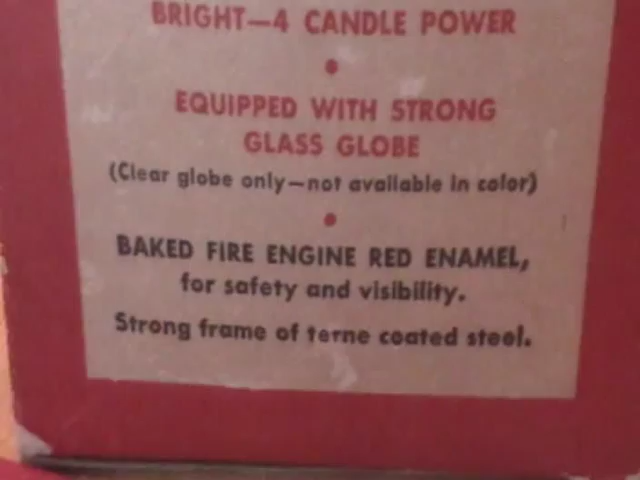 BRIGHT—4 CANDLE POWER
EQUIPPED WITH STRONG
GLASS GLOBE
(Clear globe only—not available in color)
BAKED FIRE ENGINE RED ENAMEL,
for safety and visibility.
Strong frame of terne coated steel.